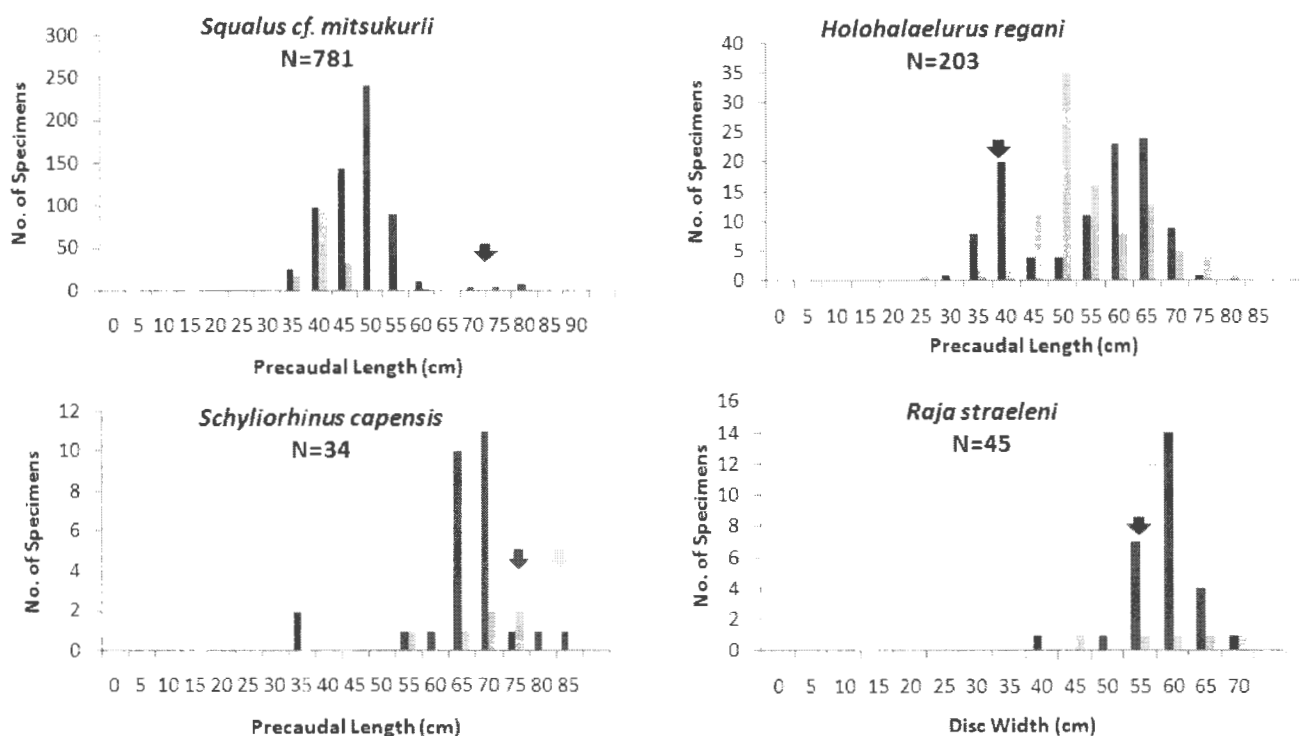 Squalus cf. mitsukurii
N=781
No. of Specimens
300
250
200
150
100
50
0
0 5 10 15 20 25 30 35 40 45 50 55 60 65 70 75 80 85 90
Precaudal Length (cm)
Holohalaelurus regani
N=203
No. of Specimens
40
35
30
25
20
15
10
5
0
0 5 10 15 20 25 30 35 40 45 50 55 60 65 70 75 80 85
Precaudal Length (cm)
Schyliorhinus capensis
N=34
No. of Specimens
12
10
8
6
4
2
0
0 5 10 15 20 25 30 35 40 45 50 55 60 65 70 75 80 85
Precaudal Length (cm)
Raja straeleni
N=45
No. of Specimens
16
14
12
10
8
6
4
2
0
0 5 10 15 20 25 30 35 40 45 50 55 60 65 70
Disc Width (cm)